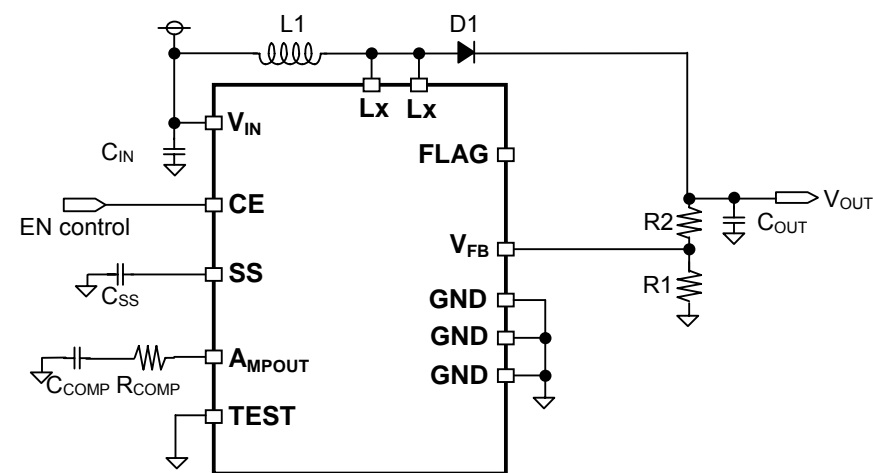 L1
D1
Lx
Lx
VIN
CIN
FLAG
CE
EN control
VOUT
R2
COUT
VFB
SS
CSS
R1
GND
GND
AMPOUT
CCOMP
RCOMP
GND
TEST